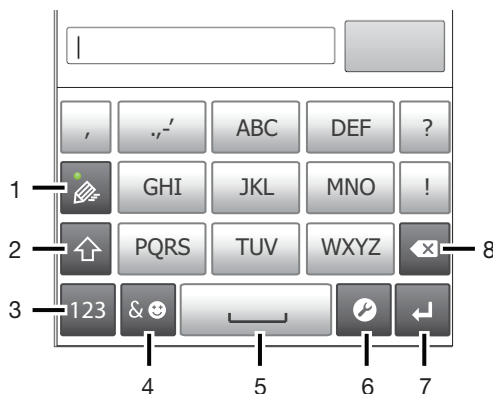 , .,-′ ABC DEF ?
1 GHI JKL MNO !
2 PQRS TUV WXYZ 8
3 123 &
4 5 6 7